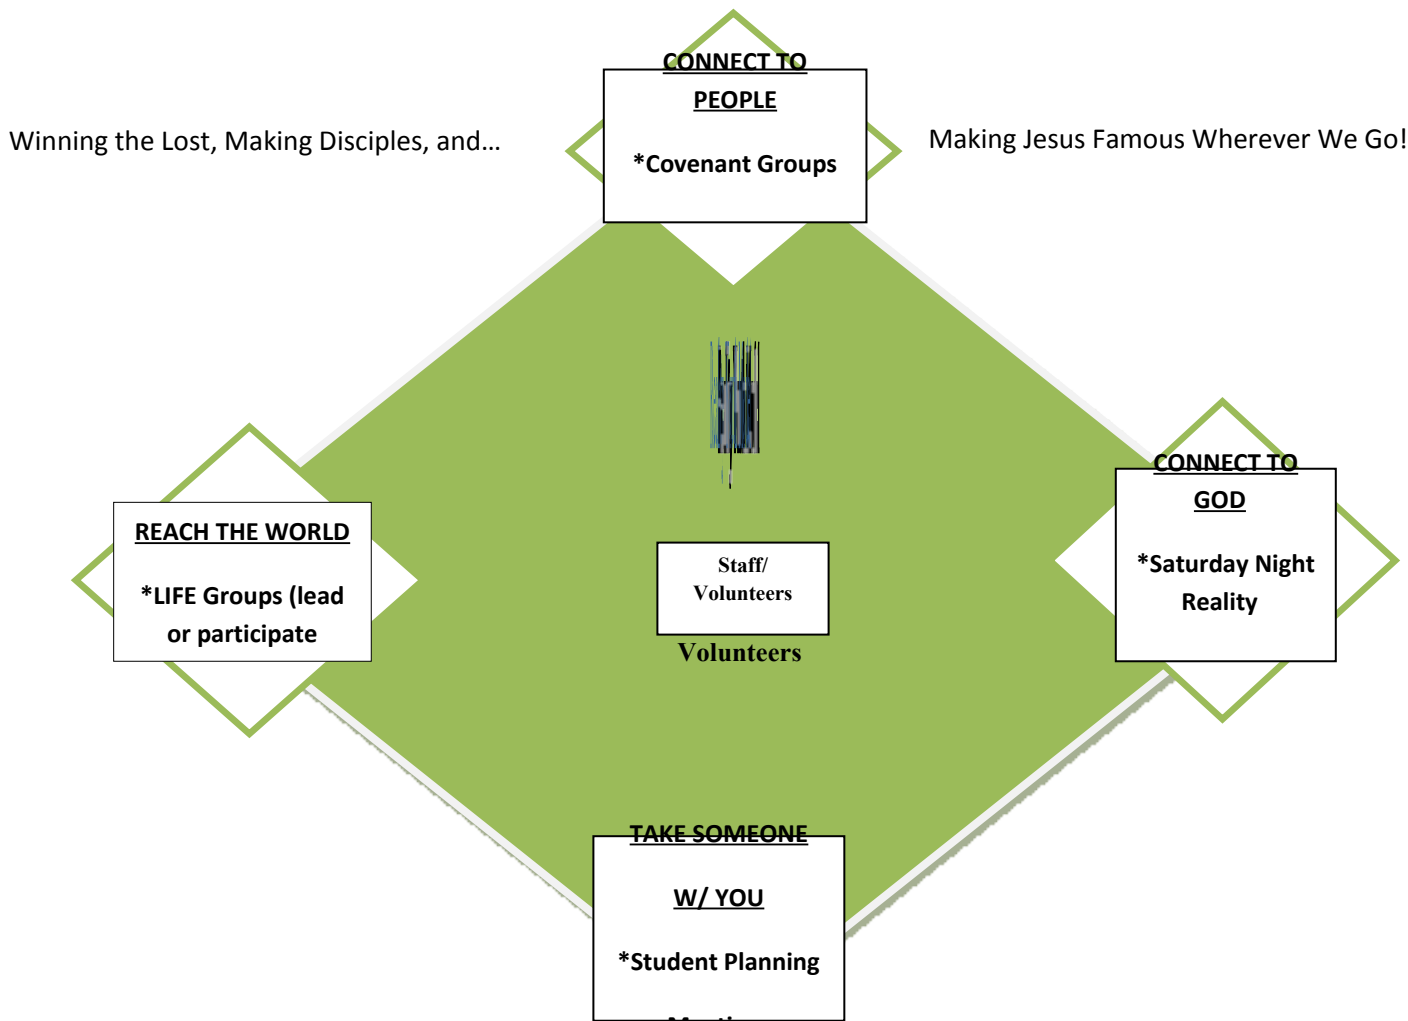 CONNECT TO
PEOPLE
*Covenant Groups
Winning the Lost, Making Disciples, and…
Making Jesus Famous Wherever We Go!
REACH THE WORLD
*LIFE Groups (lead
or participate
Staff/
Volunteers
Volunteers
CONNECT TO
GOD
*Saturday Night
Reality
TAKE SOMEONE
W/ YOU
*Student Planning